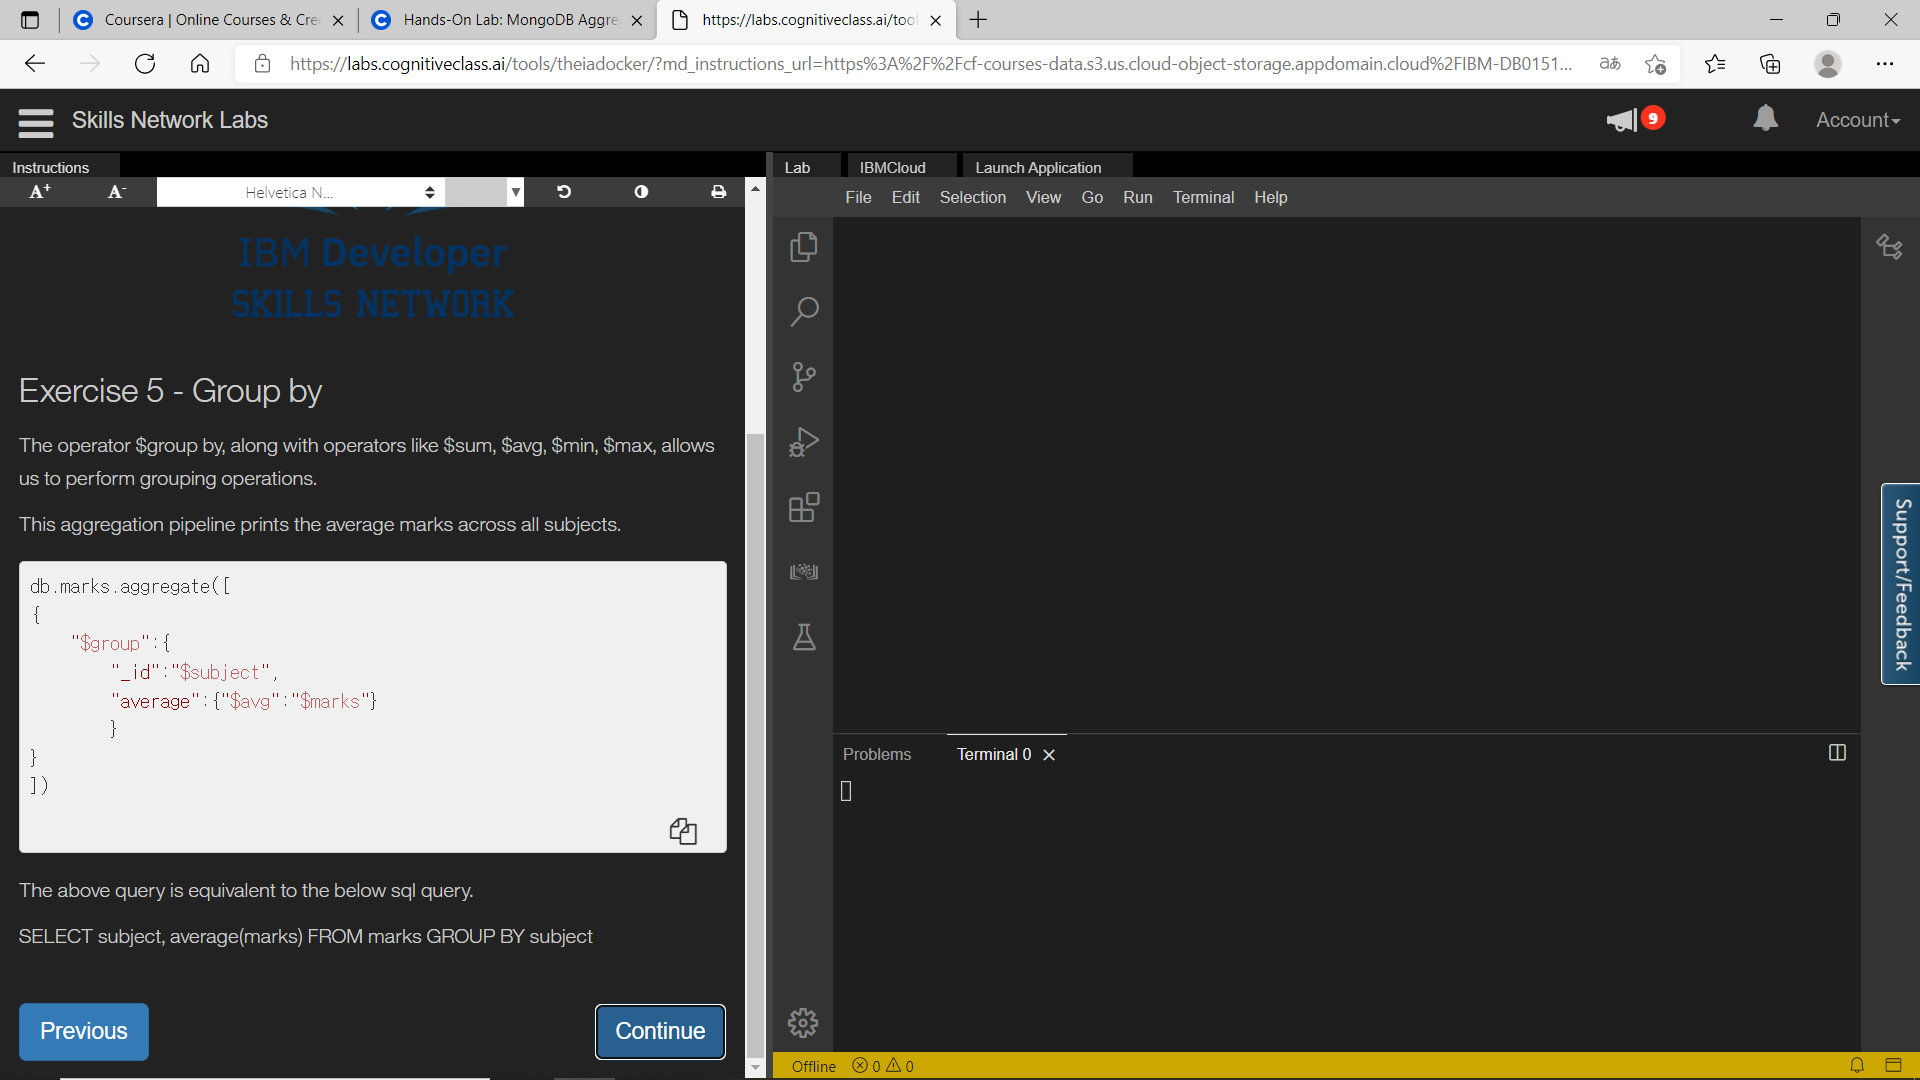 Coursera | Online Courses & Cre
Hands-On Lab: MongoDB Aggre
https://labs.cognitiveclass.ai/tool
https://labs.cognitiveclass.ai/tools/theiadocker/?md_instructions_url=https%3A%2F%2Fcf-courses-data.s3.us.cloud-object-storage.appdomain.cloud%2FIBM-DB0151...
aあ
Skills Network Labs
9
Account
Instructions
Lab
IBMCloud
Launch Application
A+
A-
Helvetica N...
File Edit Selection View Go Run Terminal Help
IBM Developer
SKILLS NETWORK
Exercise 5 - Group by
The operator $group by, along with operators like $sum, $avg, $min, $max, allows
us to perform grouping operations.
This aggregation pipeline prints the average marks across all subjects.
db.marks.aggregate([
{
"$group":{
"_id":"$subject",
"average":{"$avg":"$marks"}
}
}
])
The above query is equivalent to the below sql query.
SELECT subject, average(marks) FROM marks GROUP BY subject
Previous
Continue
Problems
Terminal 0
Support/Feedback
Offline
0
0